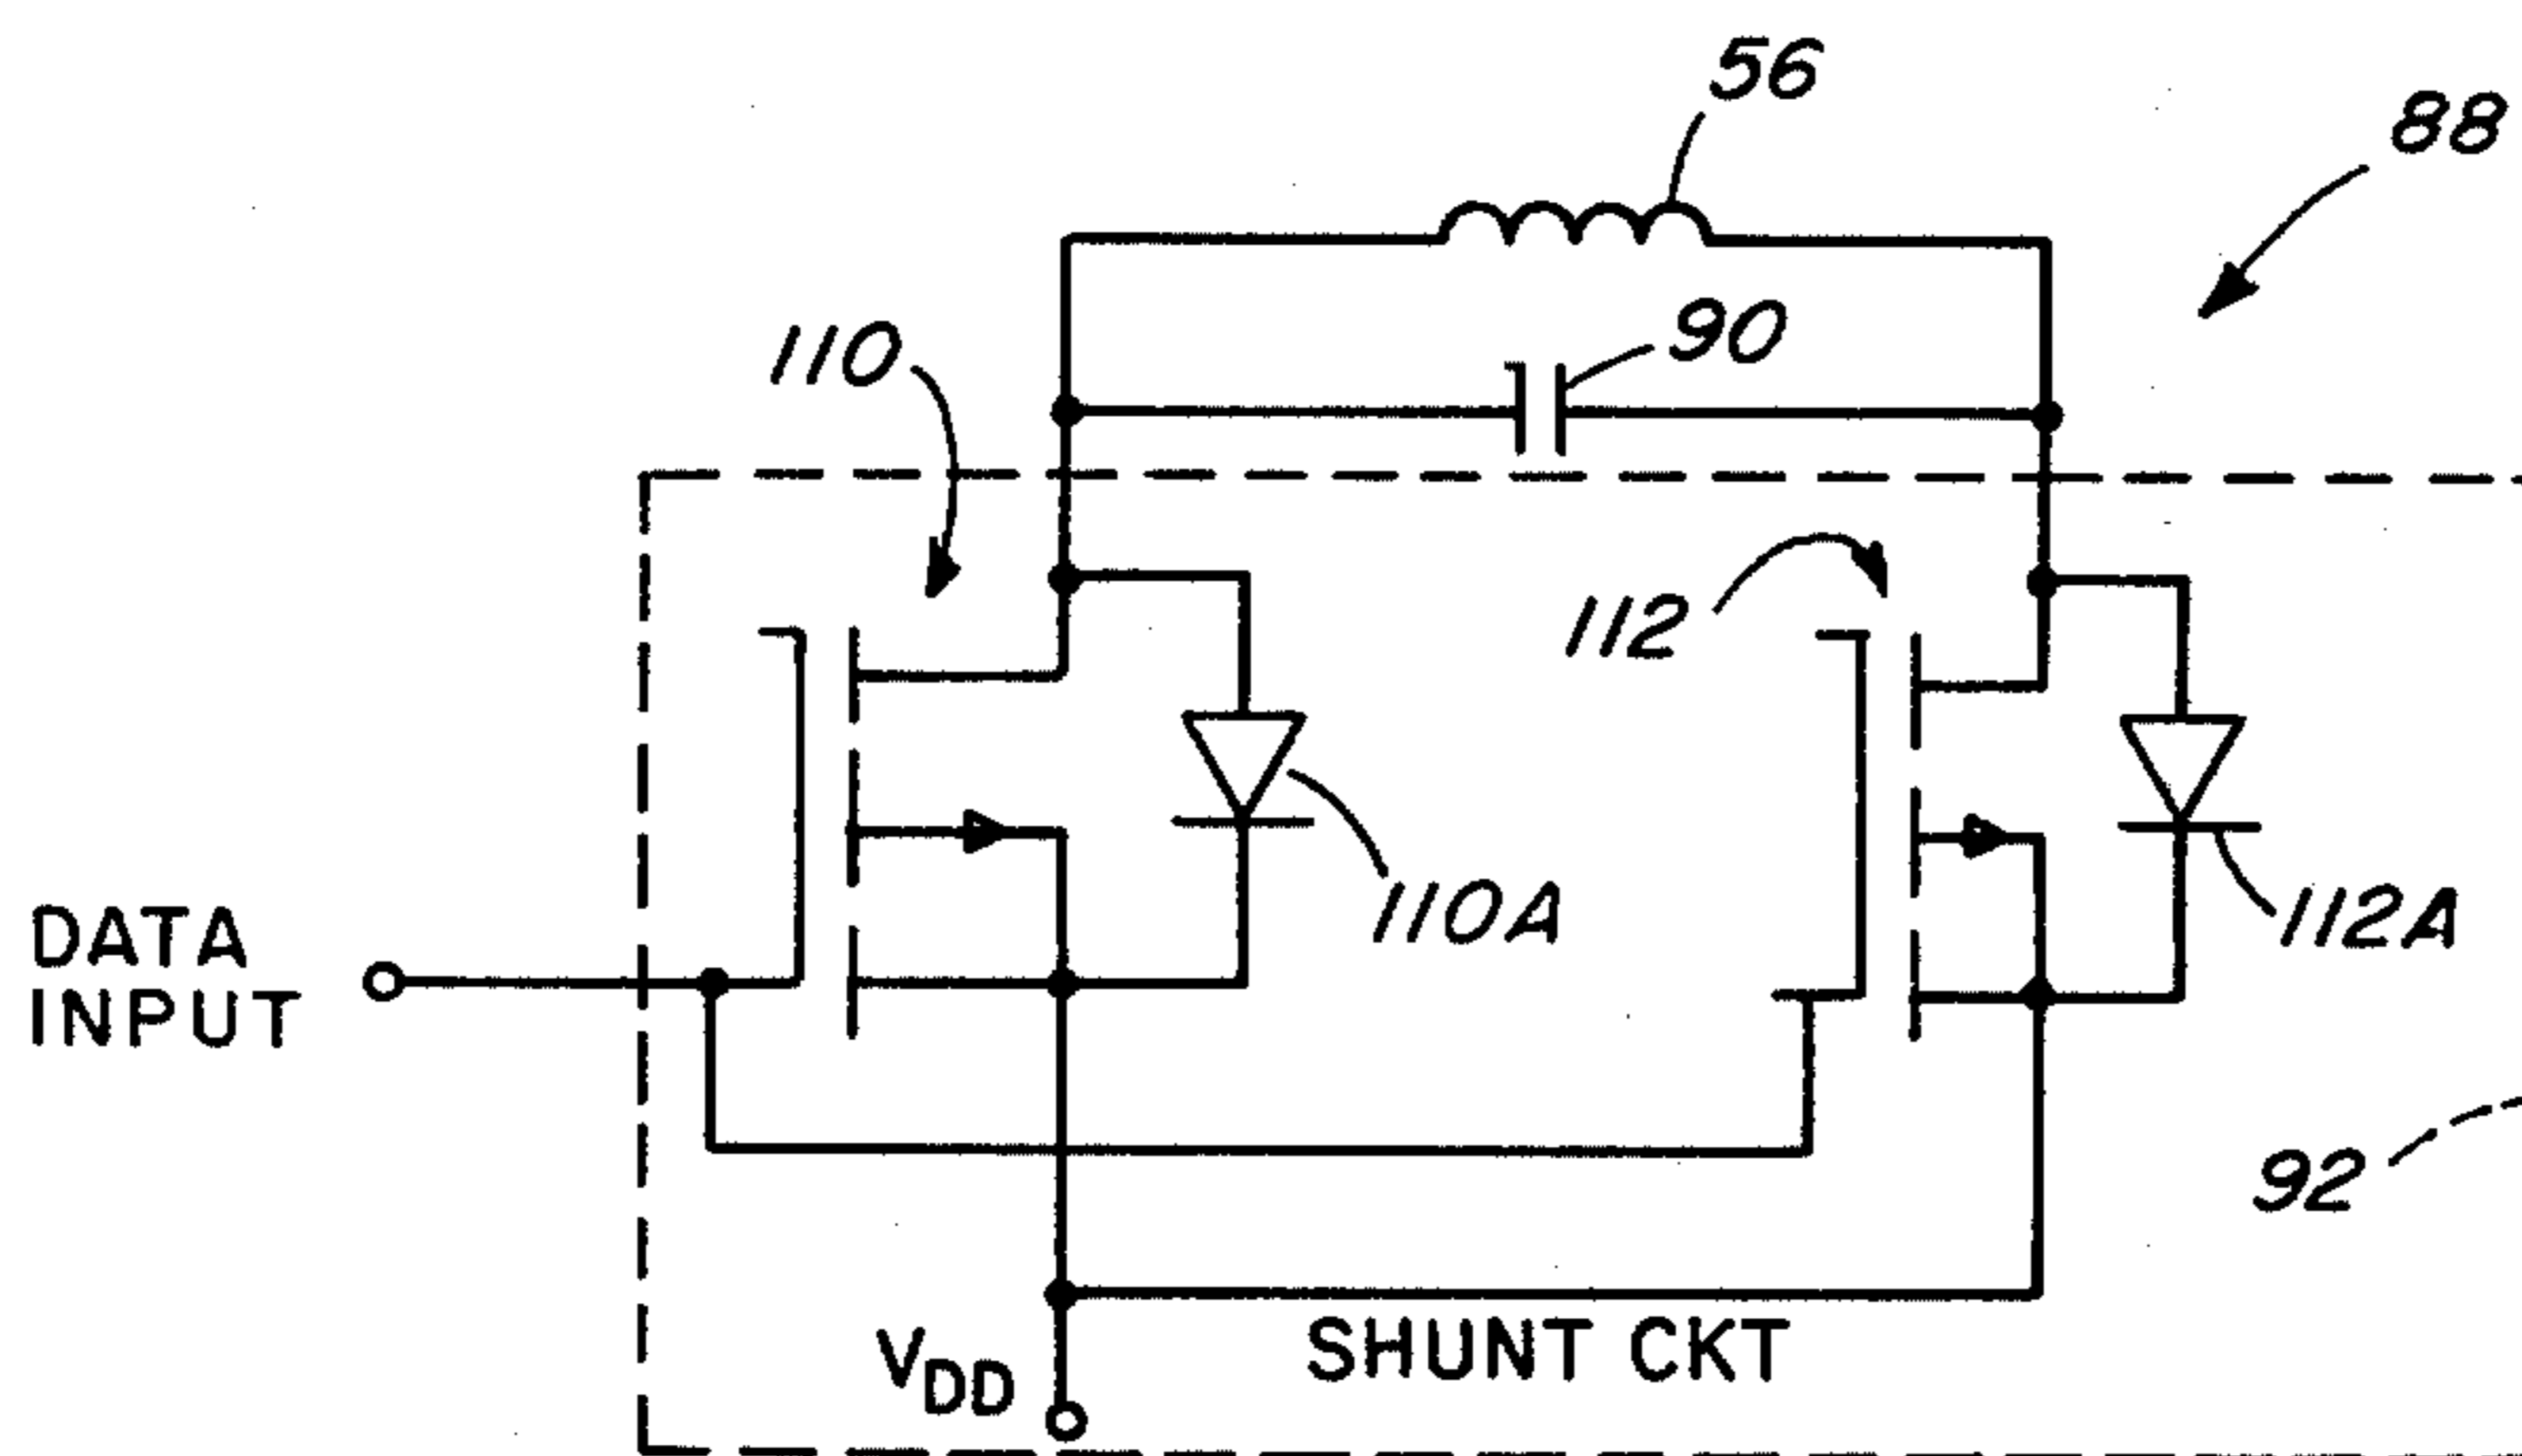 56
88
90
110
112
110A
112A
DATA
INPUT
92
VDD
SHUNT CKT